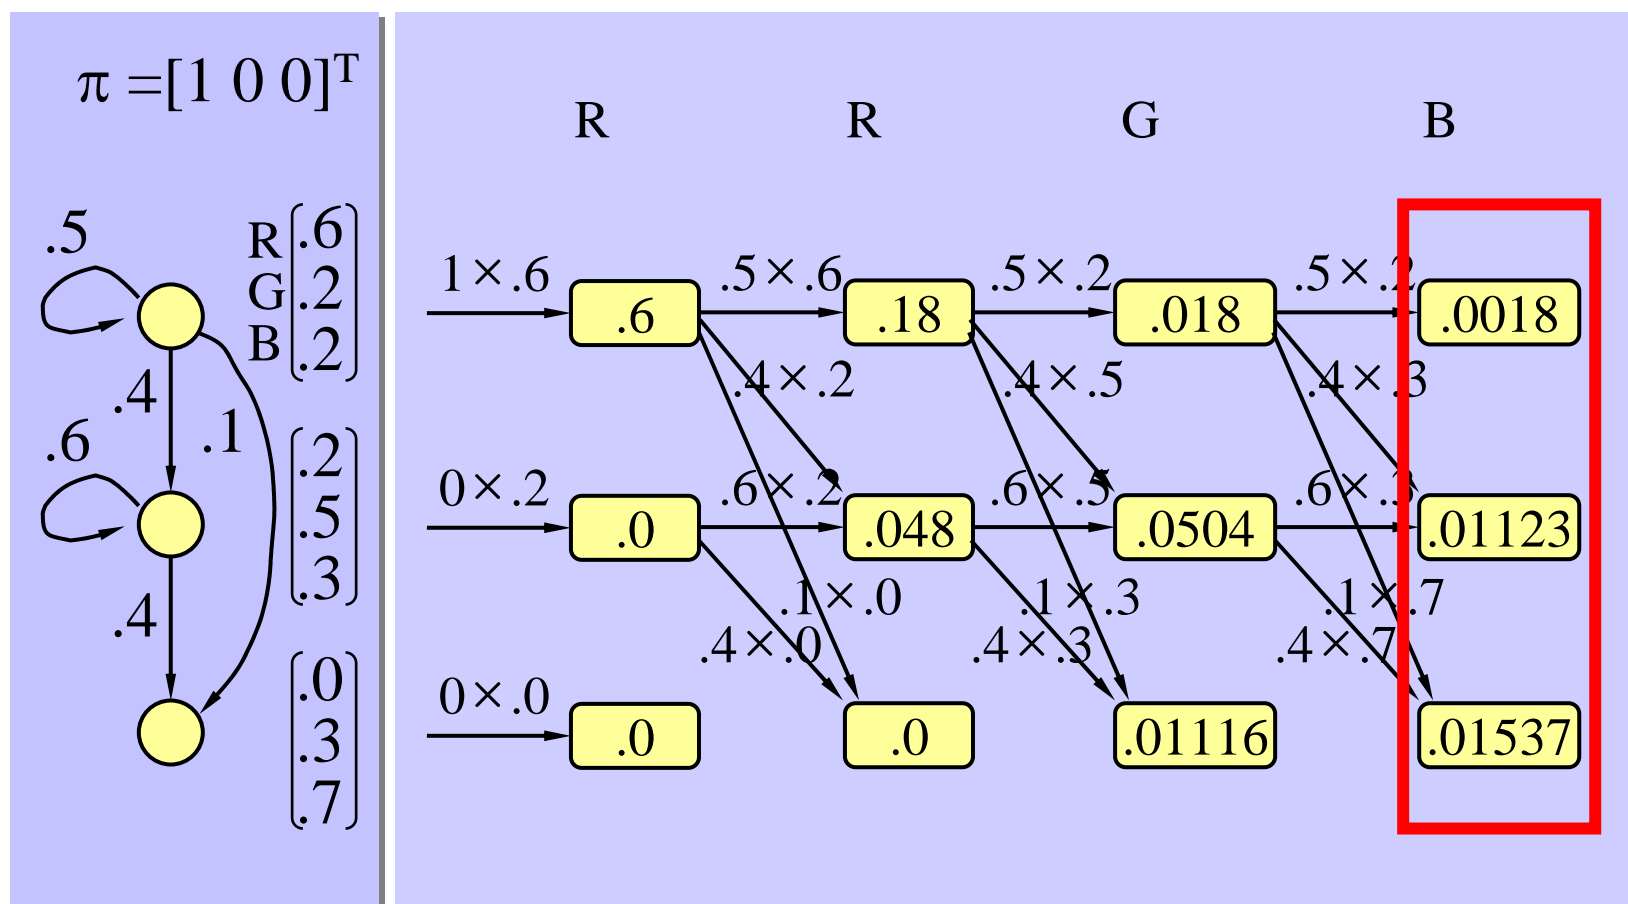 π =[1 0 0]ᵀ
.5
R .6
G .2
B .2
.4
.1
.6
.2
.5
.3
.4
.0
.3
.7
R R G B
1×.6 .5×.6 .5×.2 .5×.2
.6 .18 .018 .0018
.4×.2 .4×.5 .4×.3
0×.2 .6×.2 .6×.5 .6×.3
.0 .048 .0504 .01123
.1×.0 .1×.3 .1×.7
.4×.0 .4×.3 .4×.7
0×.0
.0 .0 .01116 .01537